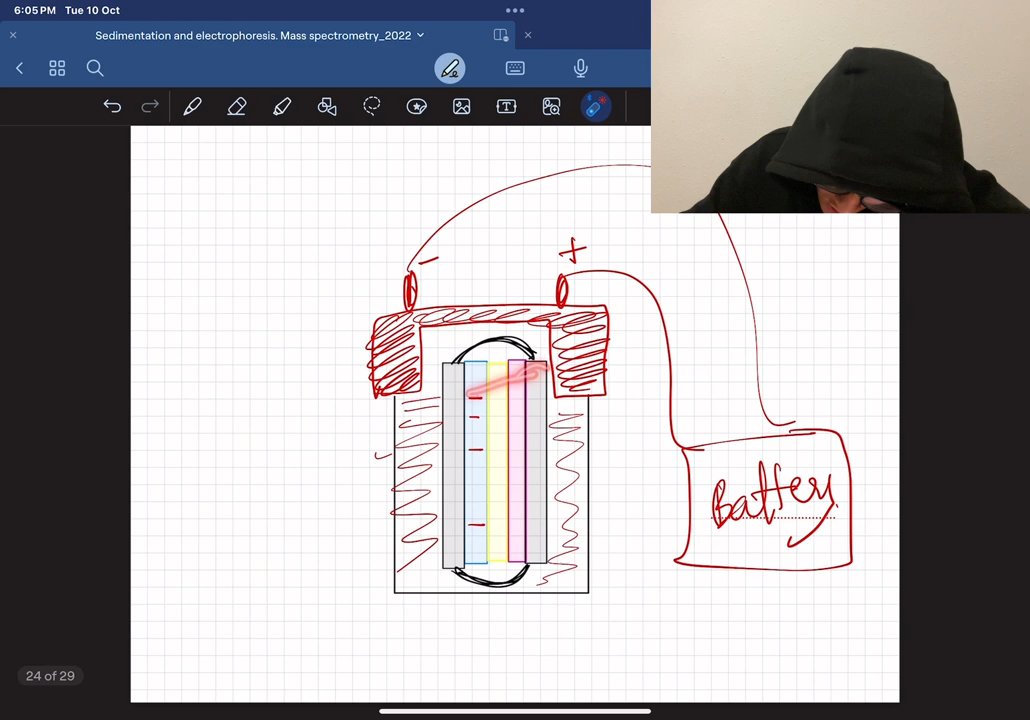 6:05 PM Tue 10 Oct
Sedimentation and electrophoresis. Mass spectrometry_2022
T
- +
Battery
24 of 29